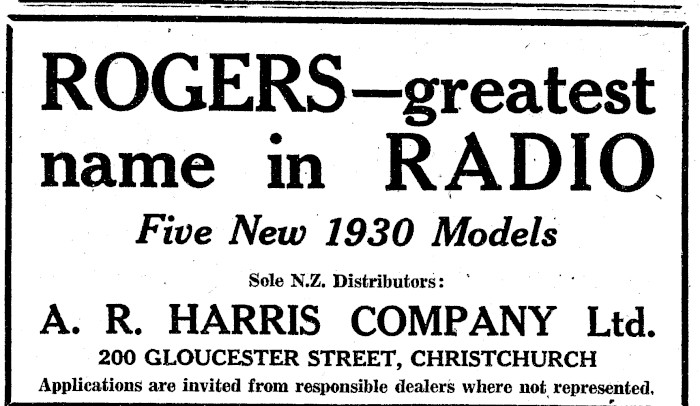 ROGERS—greatest
name in RADIO
Five New 1930 Models
Sole N.Z. Distributors:
A. R. HARRIS COMPANY Ltd.
200 GLOUCESTER STREET, CHRISTCHURCH
Applications are invited from responsible dealers where not represented.